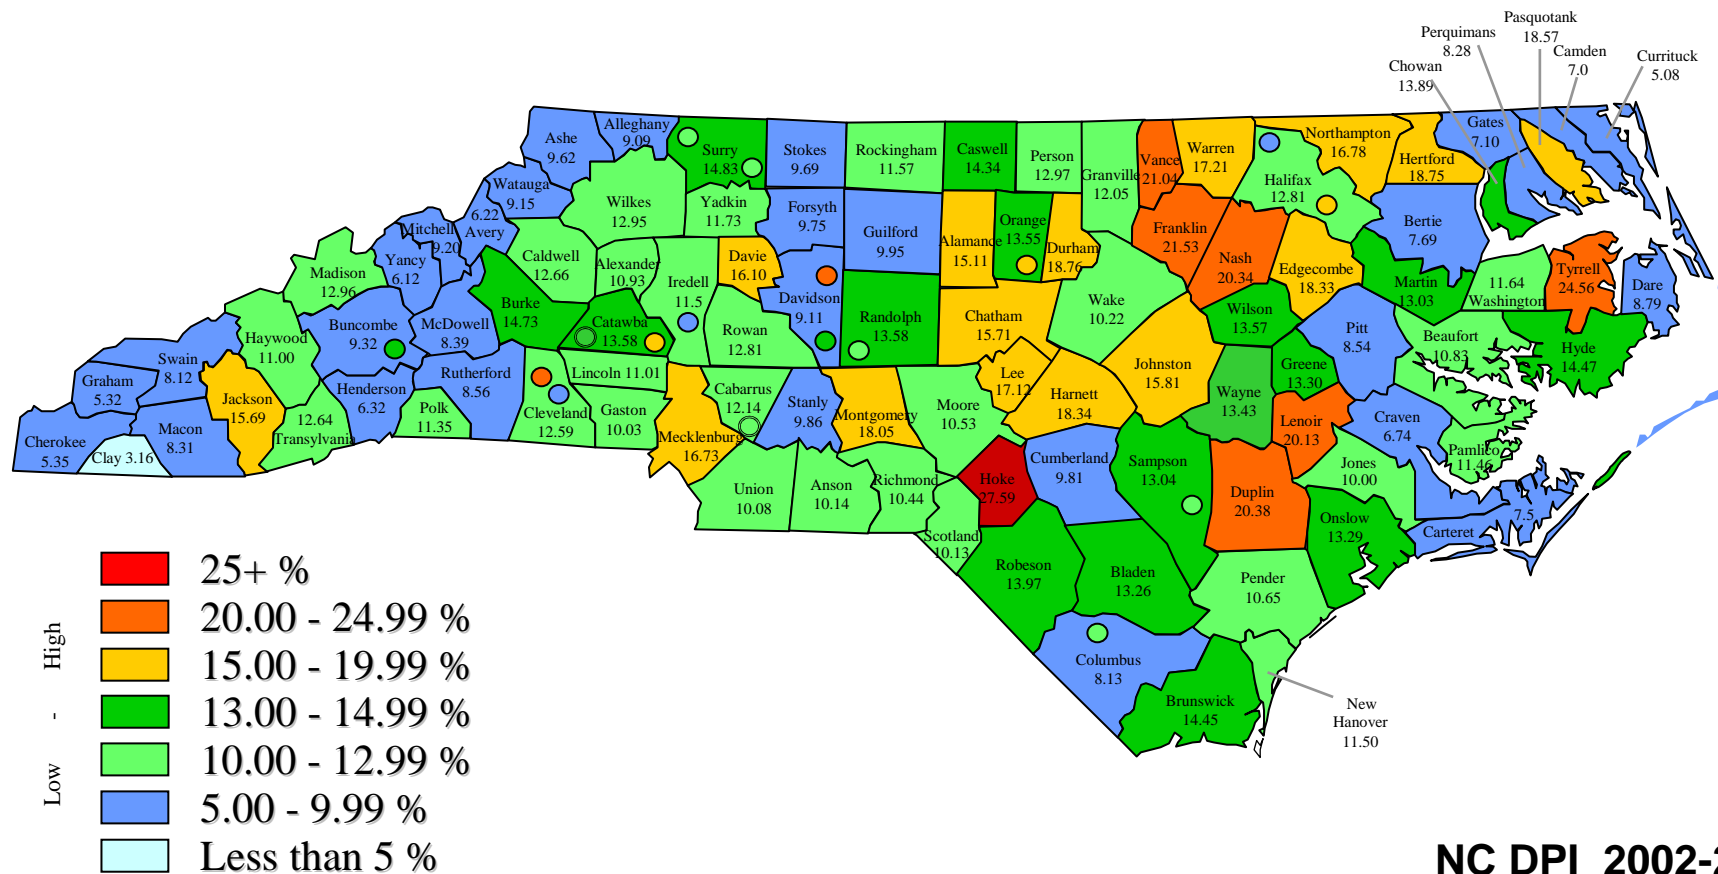 Pasquotank
18.57
Perquimans
8.28
Camden
7.0
Currituck
5.08
Chowan
13.89
Ashe
9.62
Alleghany
9.09
Surry
14.83
Stokes
9.69
Rockingham
11.57
Caswell
14.34
Person
12.97
Granville
12.05
Vance
21.04
Warren
17.21
Northampton
16.78
Hertford
18.75
Gates
7.10
Halifax
12.81
Watauga
9.15
Wilkes
12.95
Yadkin
11.73
Forsyth
9.75
Guilford
9.95
Alamance
15.11
Orange
13.55
Durham
18.76
Franklin
21.53
Nash
20.34
Edgecombe
18.33
Bertie
7.69
Martin
13.03
11.64
Washington
Tyrrell
24.56
Dare
8.79
Mitchell
9.20
6.22
Avery
Yancy
6.12
Madison
12.96
Caldwell
12.66
Alexander
10.93
Iredell
11.5
Davie
16.10
Davidson
9.11
Randolph
13.58
Chatham
15.71
Wake
10.22
Wilson
13.57
Pitt
8.54
Beaufort
10.83
Hyde
14.47
Haywood
11.00
Buncombe
9.32
McDowell
8.39
Burke
14.73
Catawba
13.58
Rowan
12.81
Swain
8.12
Graham
5.32
Jackson
15.69
Henderson
6.32
Rutherford
8.56
Lincoln 11.01
Cabarrus
12.14
Stanly
9.86
Montgomery
18.05
Moore
10.53
Lee
17.12
Harnett
18.34
Johnston
15.81
Wayne
13.43
Greene
13.30
Lenoir
20.13
Craven
6.74
Pamlico
11.46
Cherokee
5.35
Clay 3.16
Macon
8.31
12.64
Transylvania
Polk
11.35
Cleveland
12.59
Gaston
10.03
Mecklenburg
16.73
Union
10.08
Anson
10.14
Richmond
10.44
Hoke
27.59
Cumberland
9.81
Sampson
13.04
Duplin
20.38
Jones
10.00
Onslow
13.29
7.5
Carteret
Scotland
10.13
Robeson
13.97
Bladen
13.26
Pender
10.65
Columbus
8.13
Brunswick
14.45
New
Hanover
11.50
Low - High
25+ %
20.00 - 24.99 %
15.00 - 19.99 %
13.00 - 14.99 %
10.00 - 12.99 %
5.00 - 9.99 %
Less than 5 %
NC DPI 2002-2